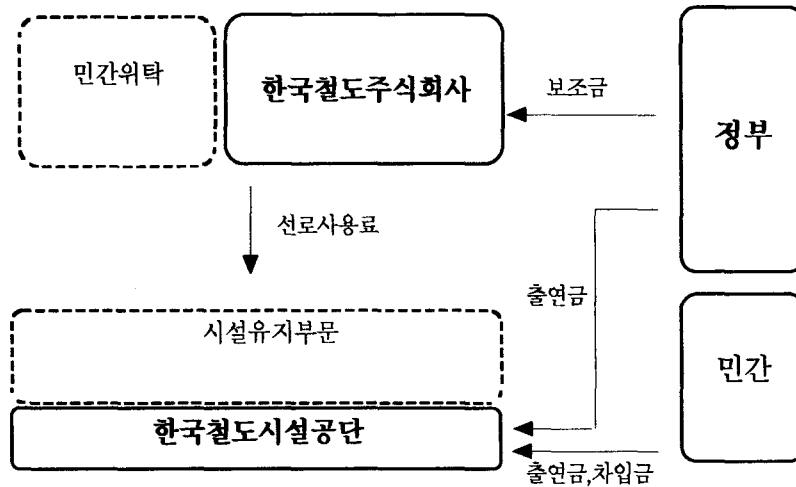 민간위탁
한국철도주식회사
보조금
정부
선로사용료
출연금
시설유지부문
민간
한국철도시설공단
출연금,차입금